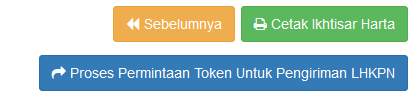 Sebelumnya Cetak Ikhtisar Harta
Proses Permintaan Token Untuk Pengiriman LHKPN